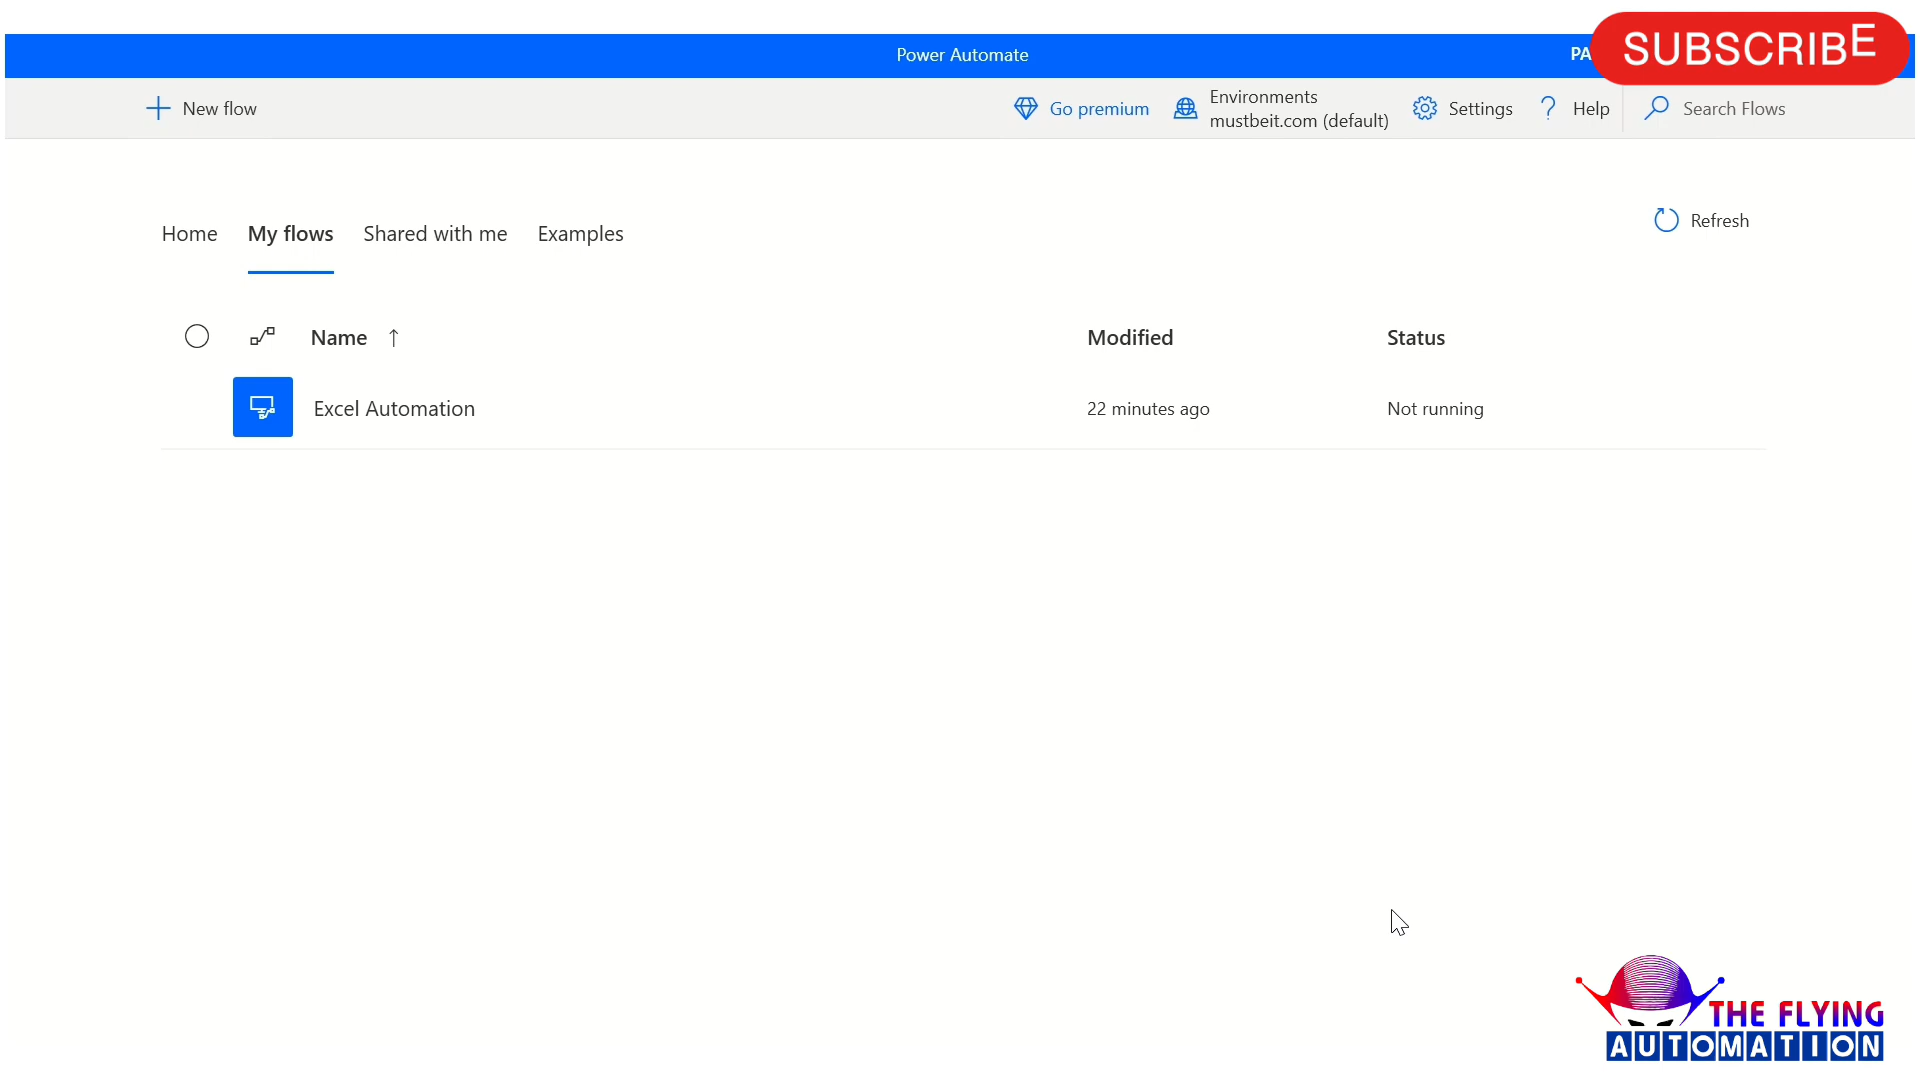 Power Automate
PA
SUBSCRIBE
New flow
Go premium
Environments
mustbeit.com (default)
Settings
? Help
Search Flows
Home
My flows
Shared with me
Examples
Refresh
Name ↑
Modified
Status
Excel Automation
22 minutes ago
Not running
THE FLYING
AUTOMATION